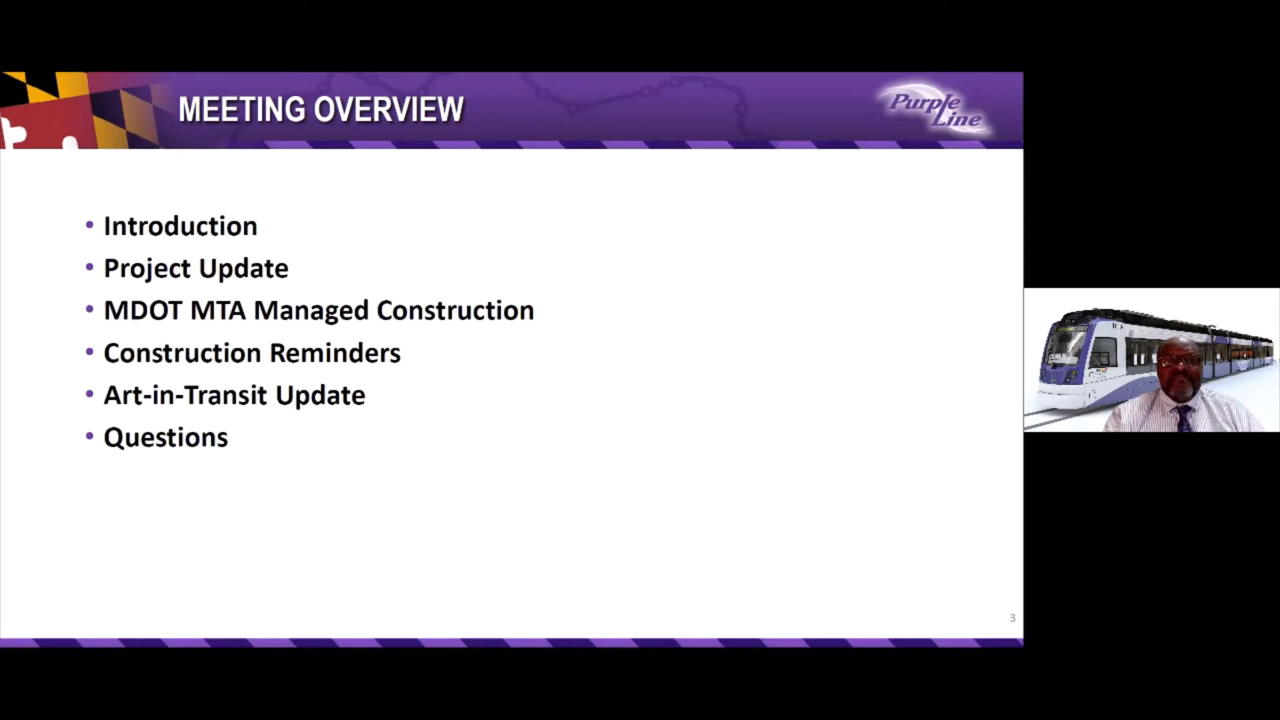 MEETING OVERVIEW
Purple
Line
• Introduction
• Project Update
• MDOT MTA Managed Construction
• Construction Reminders
• Art-in-Transit Update
• Questions
3